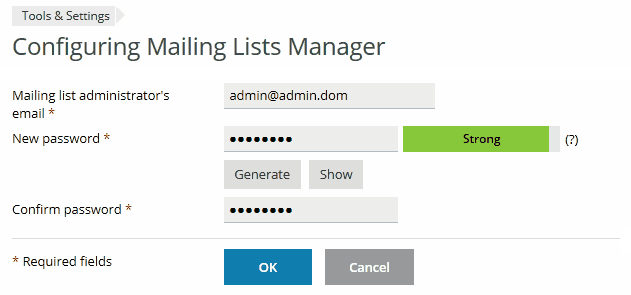 Tools & Settings
Configuring Mailing Lists Manager
Mailing list administrator's
email *
admin@admin.dom
New password *
●●●●●●●●
Strong
(?)
Generate
Show
Confirm password *
●●●●●●●●
* Required fields
OK
Cancel